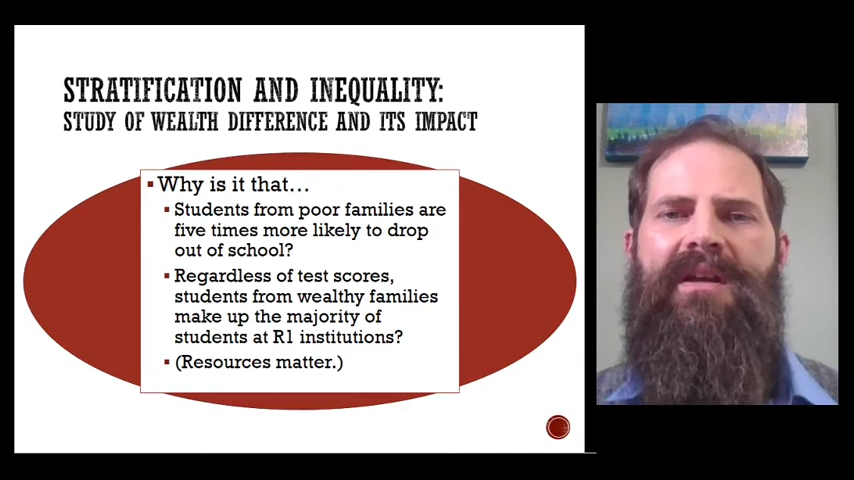 STRATIFICATION AND INEQUALITY:
STUDY OF WEALTH DIFFERENCE AND ITS IMPACT
Why is it that...
Students from poor families are
five times more likely to drop
out of school?
Regardless of test scores,
students from wealthy families
make up the majority of
students at R1 institutions?
(Resources matter.)